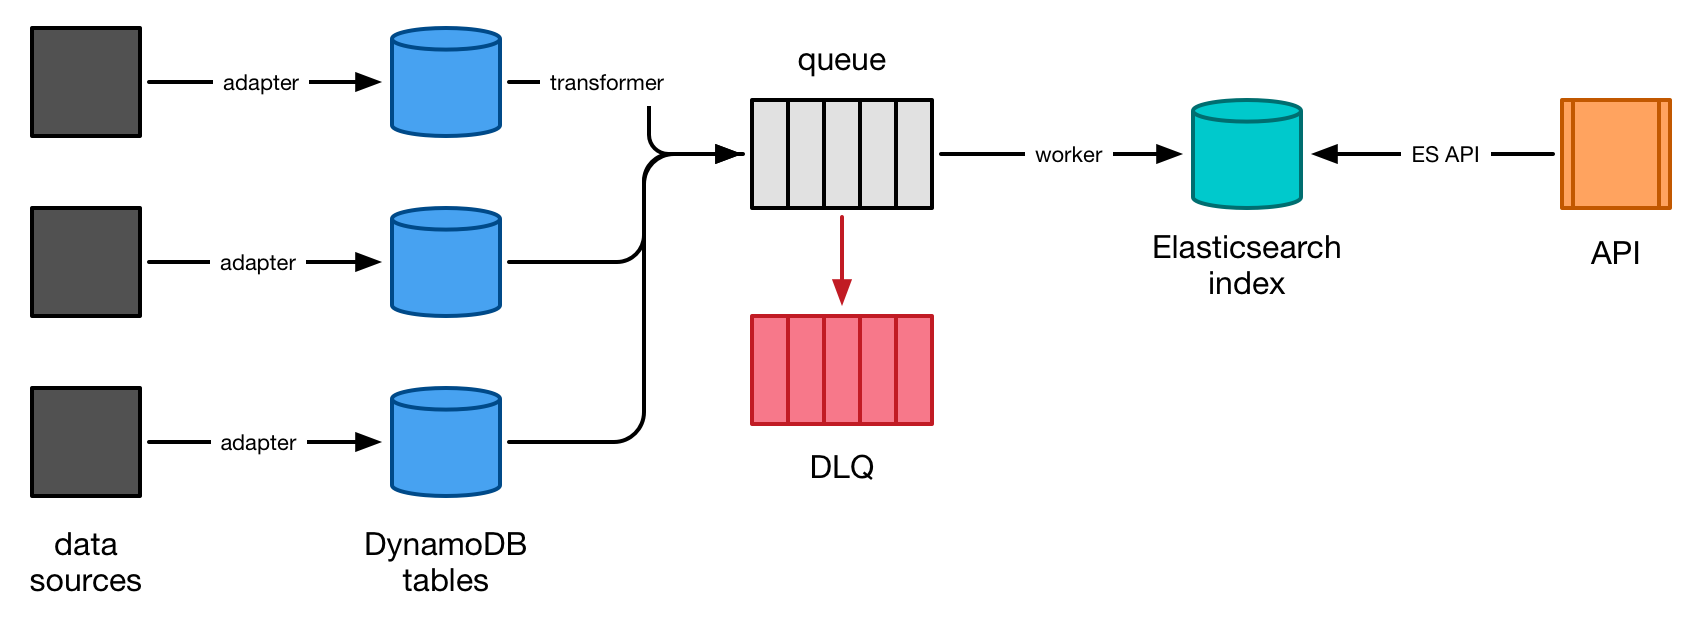 adapter
transformer
queue
worker
ES API
adapter
Elasticsearch
index
API
adapter
DLQ
data
sources
DynamoDB
tables